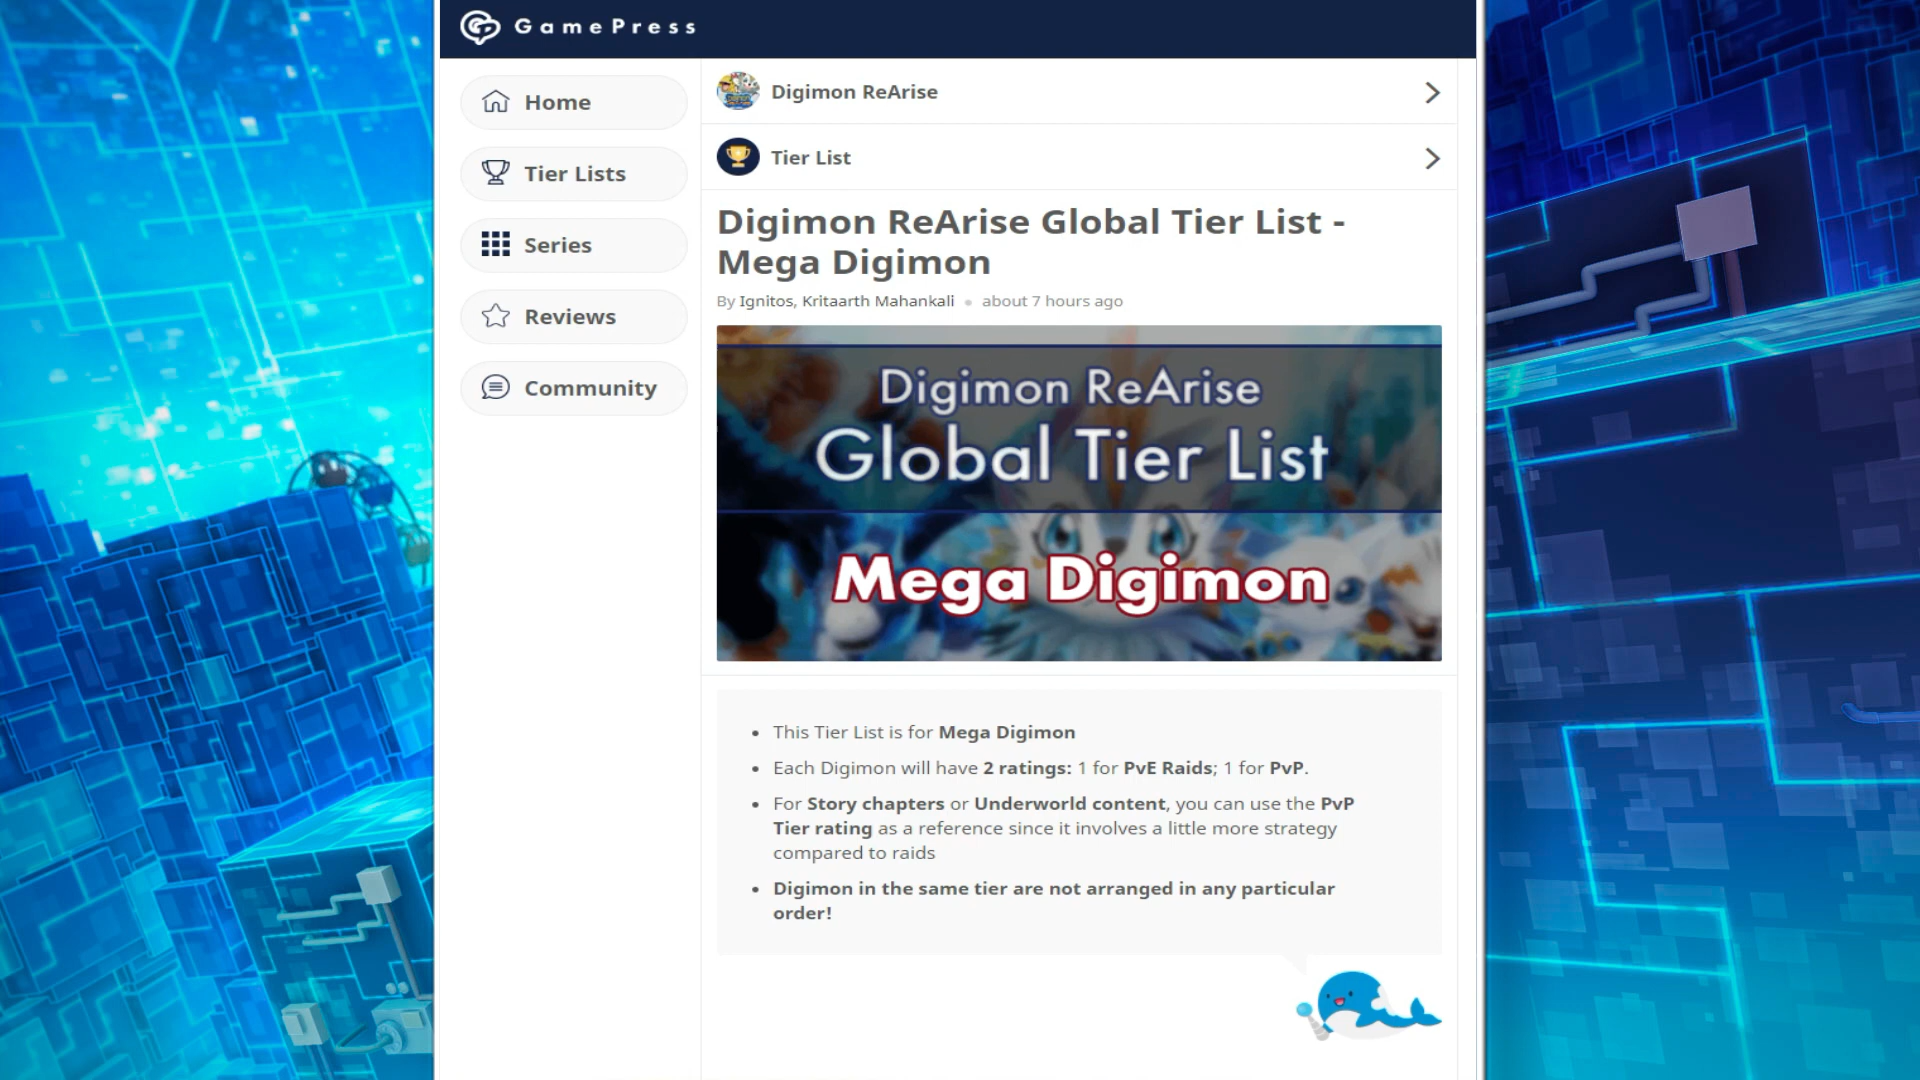 GamePress
Home
Tier Lists
Series
Reviews
Community
Digimon ReArise
Tier List
Digimon ReArise Global Tier List -
Mega Digimon
By Ignitos, Kritaarth Mahankali • about 7 hours ago
Digimon ReArise
Global Tier List
Mega Digimon
• This Tier List is for Mega Digimon
• Each Digimon will have 2 ratings: 1 for PvE Raids; 1 for PvP.
• For Story chapters or Underworld content, you can use the PvP
Tier rating as a reference since it involves a little more strategy
compared to raids
• Digimon in the same tier are not arranged in any particular
order!